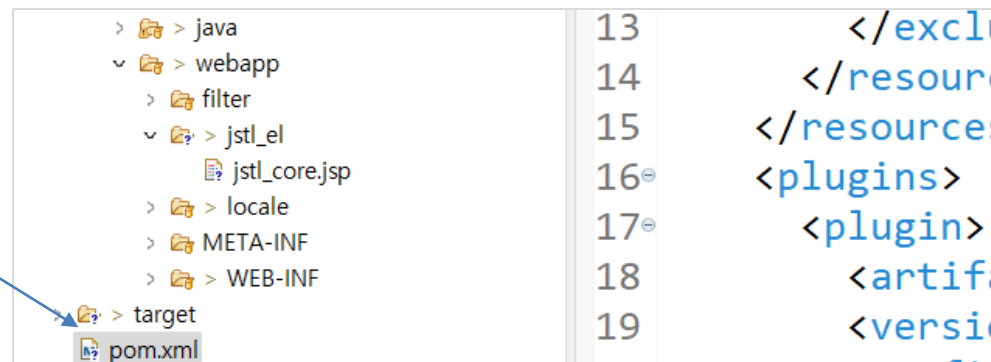 > java
> webapp
filter
> jstl_el
jstl_core.jsp
> locale
META-INF
> WEB-INF
> target
pom.xml
13 </exclu
14 </resour
15 </resources
16 <plugins>
17 <plugin>
18 <artifa
19 <versio